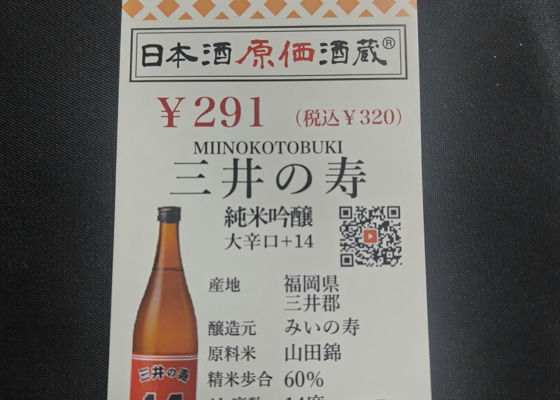 日本酒原価酒蔵®
￥291 (税込￥320)
MIINOKOTOBUKI
三井の寿
純米吟醸
大辛口+14
産地 福岡県
三井郡
醸造元 みいの寿
原料米 山田錦
精米歩合 60%
三井の寿